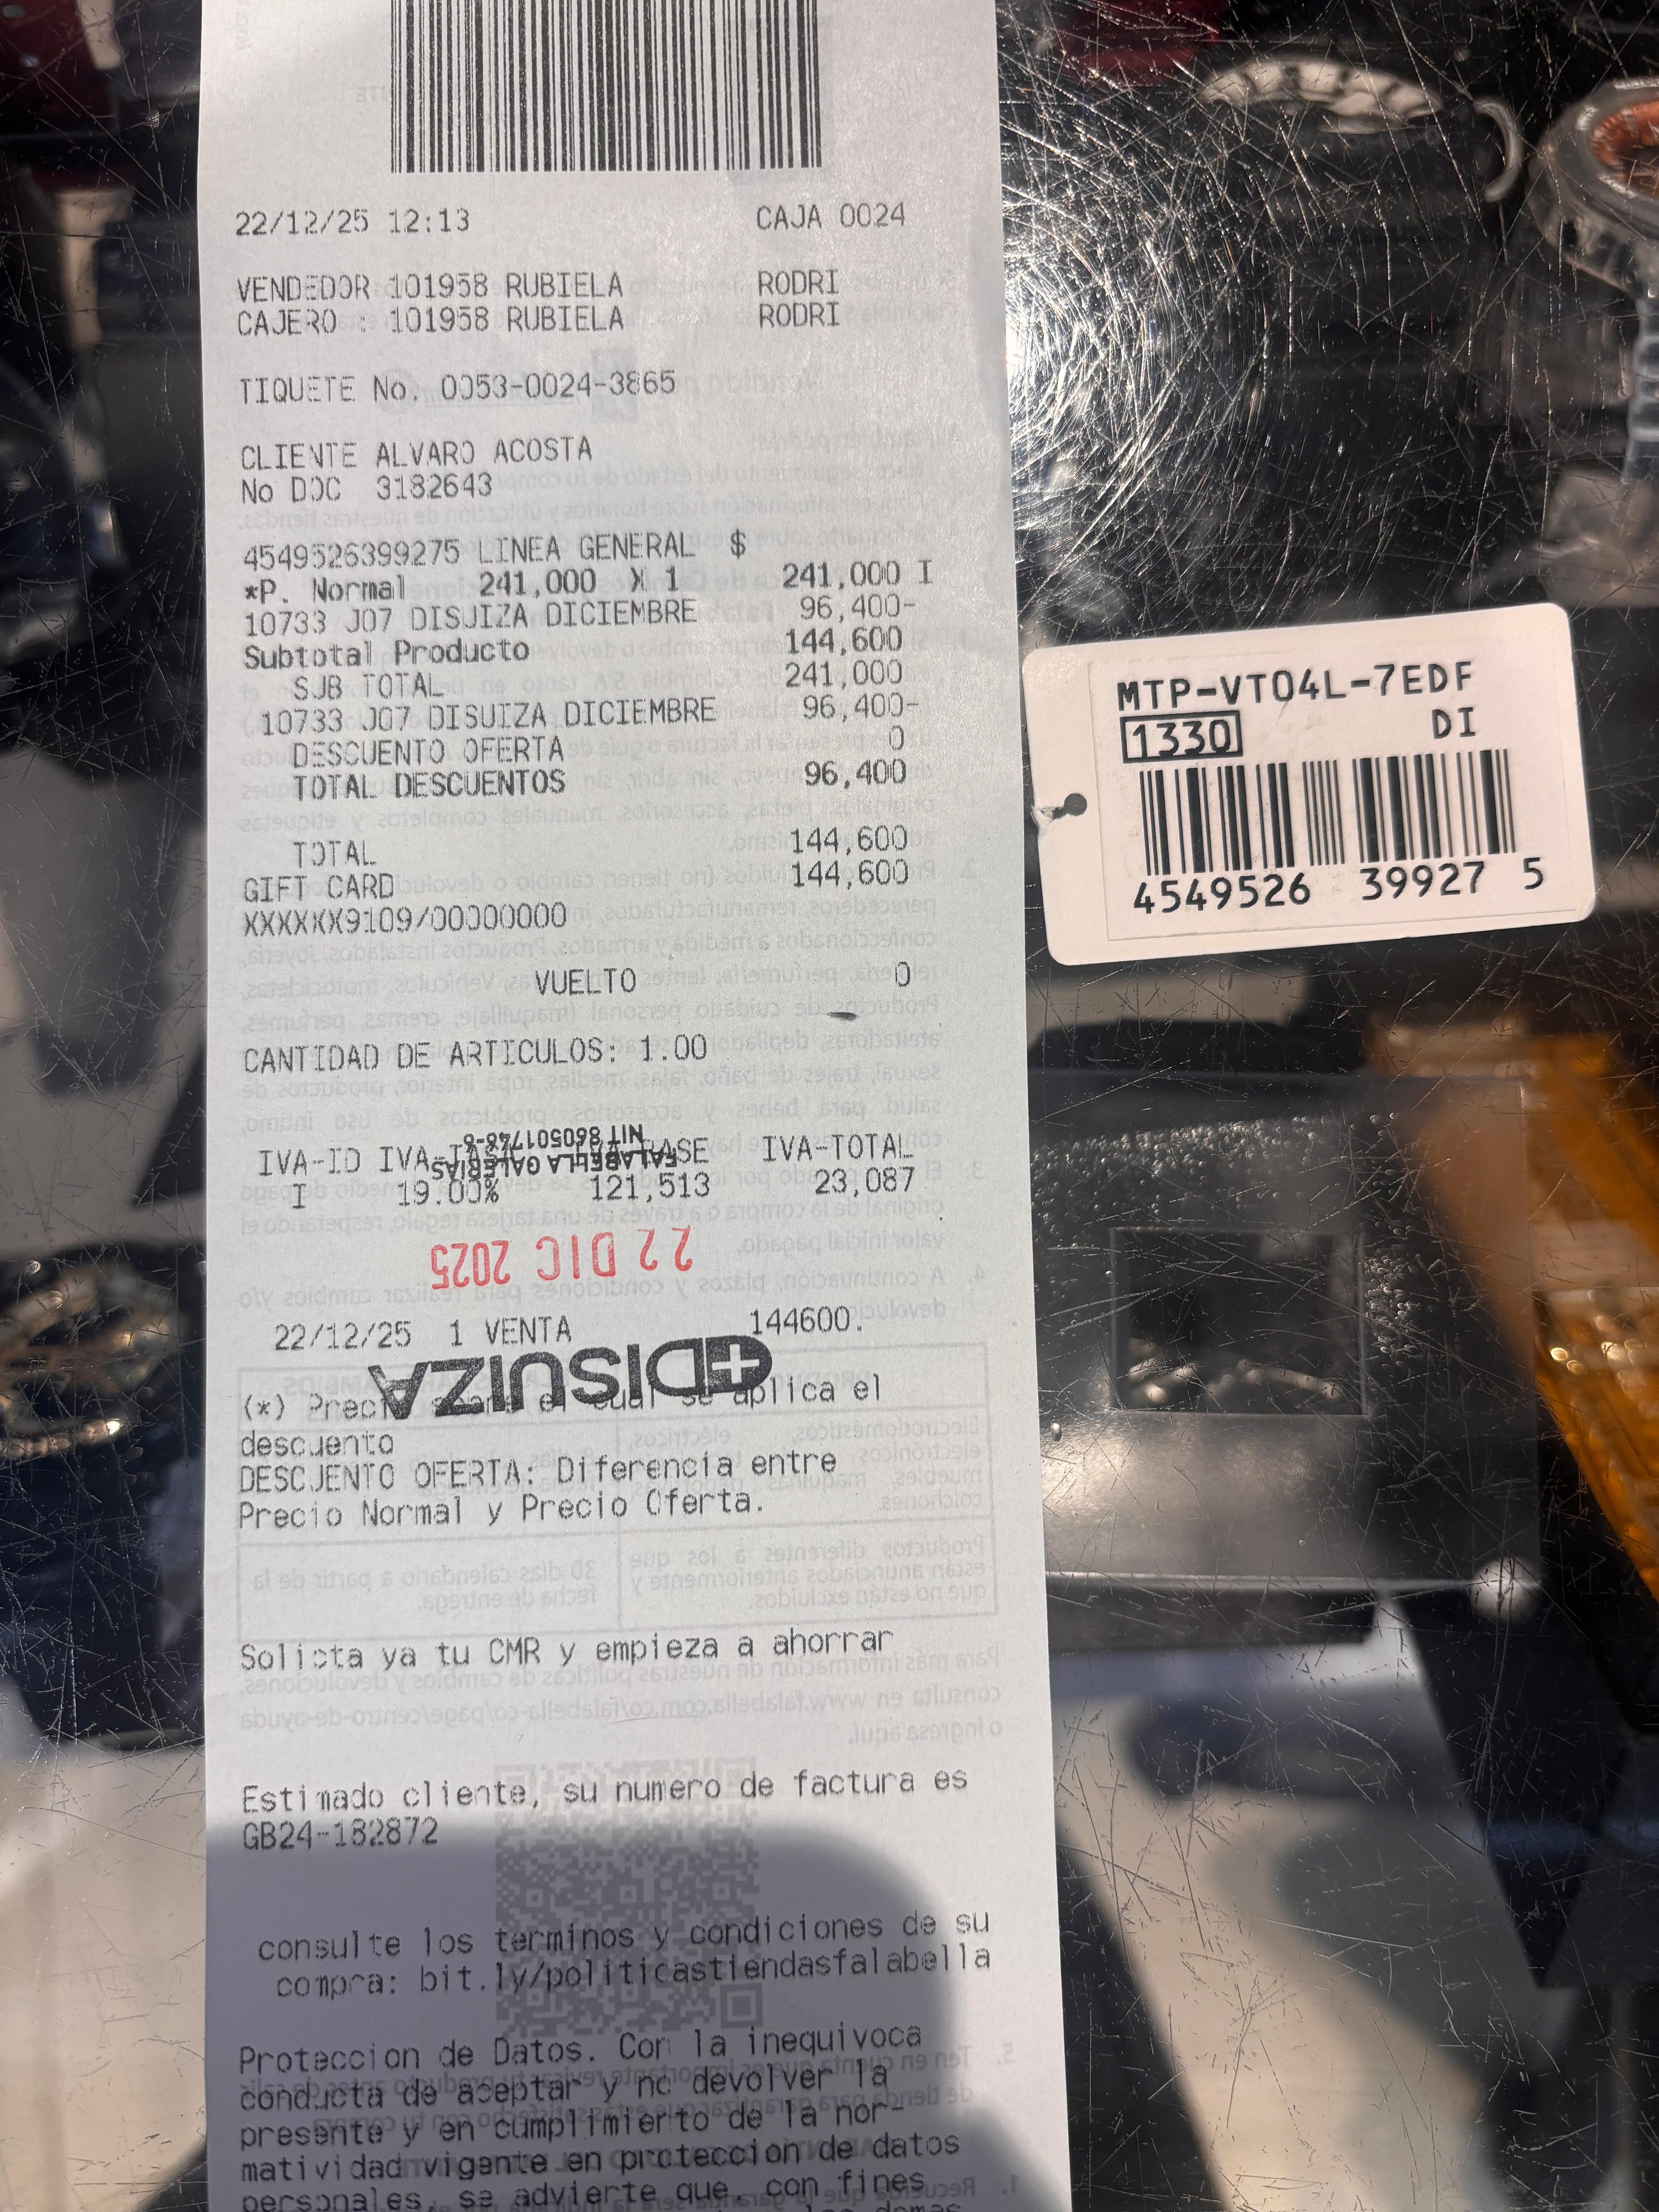 22/12/25 12:13 CAJA 0024
VENDEDOR 101958 RUBIELA RODRI
CAJERO : 101958 RUBIELA RODRI
TIQUETE No. 0053-0024-3865
CLIENTE ALVARO ACOSTA
No DOC 3182643
4549526399275 LINEA GENERAL $
*P. Normal 241,000 X 1 241,000 I
10733 J07 DISUIZA DICIEMBRE 96,400-
Subtotal Producto 144,600
SUB TOTAL 241,000
10733 J07 DISUIZA DICIEMBRE 96,400-
DESCUENTO OFERTA 0
TOTAL DESCUENTOS 96,400
TOTAL 144,600
GIFT CARD 144,600
XXXXXX9109/00000000
VUELTO 0
CANTIDAD DE ARTICULOS: 1.00
NIT 860501748-8
FALABELLA GALERIAS
IVA-ID IVA-TASA IVA-BASE IVA-TOTAL
I 19.00% 121,513 23,087
22 DIC 2025
22/12/25 1 VENTA 144600.
DISUIZA
(*) Precio sobre el cual se aplica el
descuento
DESCUENTO OFERTA: Diferencia entre
Precio Normal y Precio Oferta.
Solicta ya tu CMR y empieza a ahorrar
Estimado cliente, su numero de factura es
GB24-182872
consulte los terminos y condiciones de su
compra: bit.ly/politicastiendasfalabella
Proteccion de Datos. Con la inequivoca
conducta de aceptar y no devolver la
presente y en cumplimiento de la nor-
matividad vigente en proteccion de datos
personales, se advierte que, con fines
MTP-VT04L-7EDF
1330 DI
4549526 39927 5